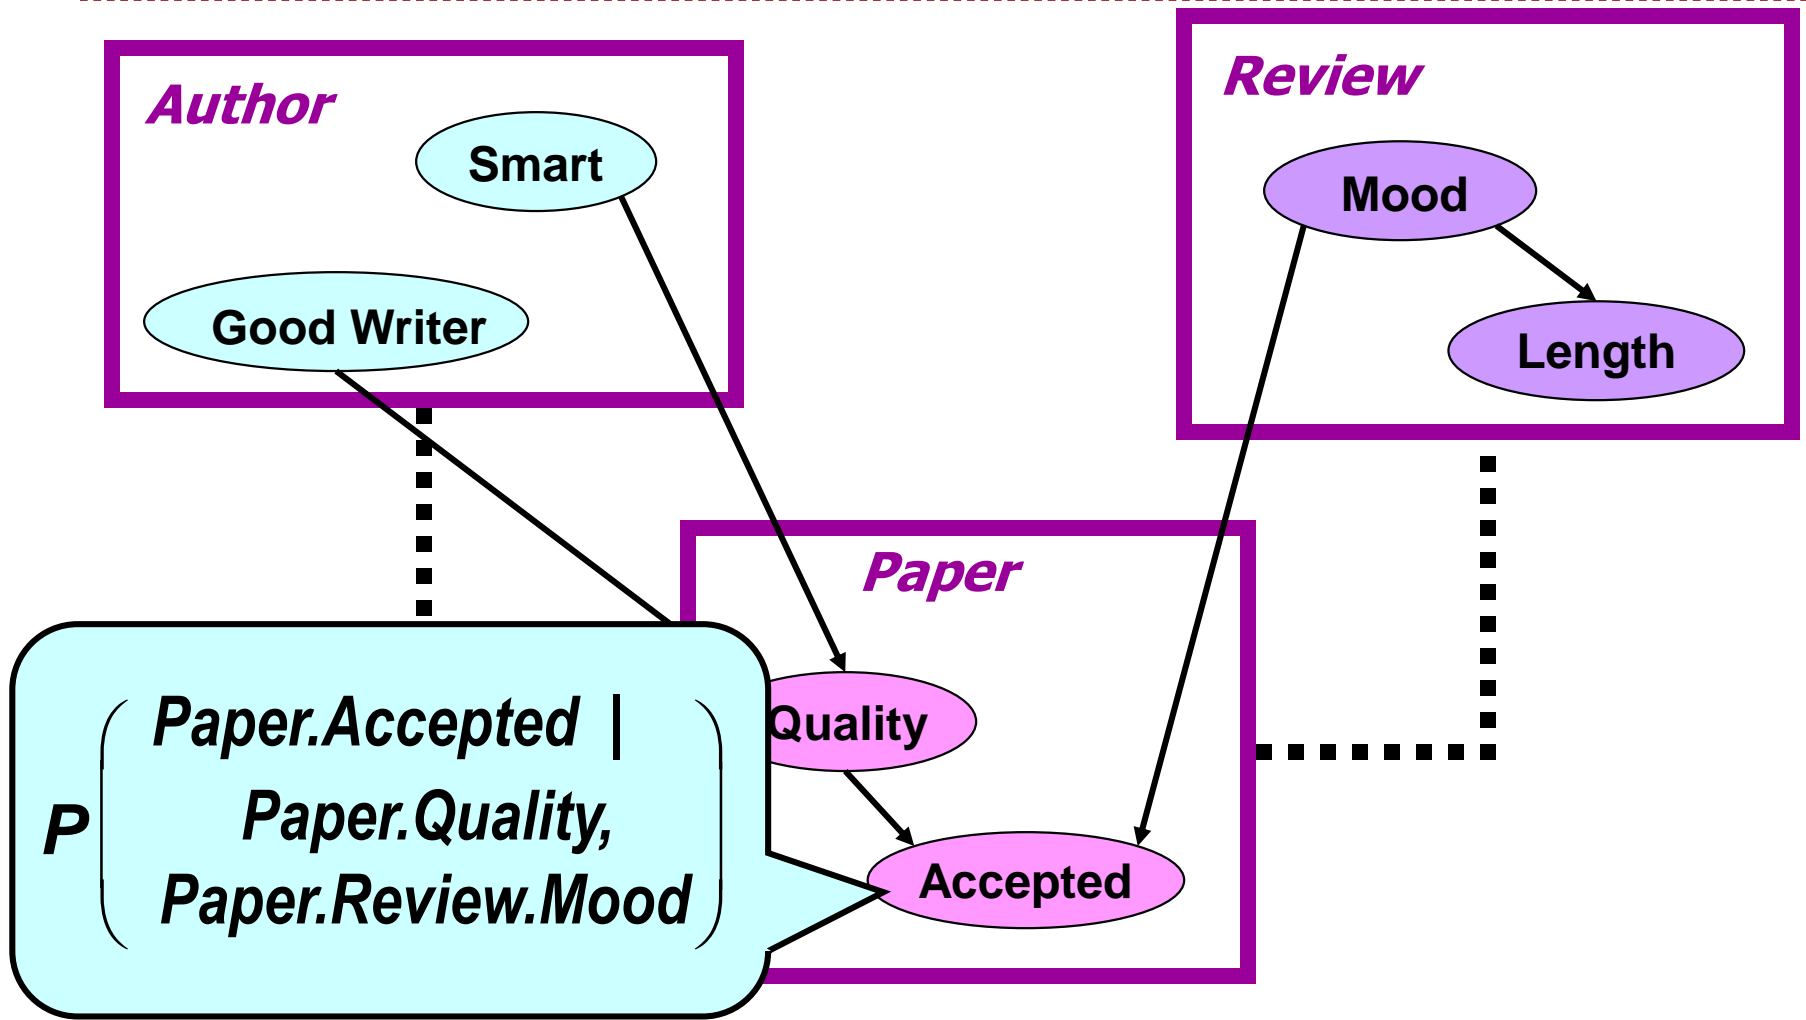 Author
Smart
Good Writer
Review
Mood
Length
Paper
Quality
Accepted
P
Paper.Accepted |
Paper.Quality,
Paper.Review.Mood